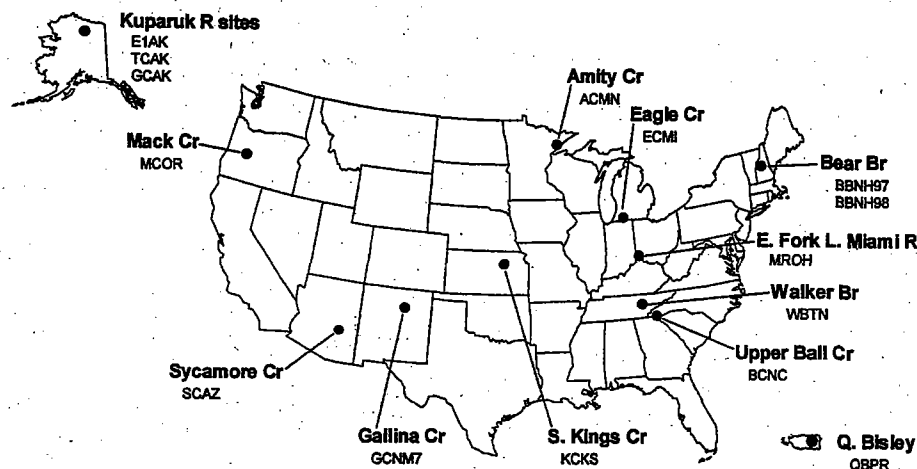 Kuparuk R sites
E1AK
TCAK
GCAK
Amity Cr
ACMN
Eagle Cr
ECMI
Mack Cr
MCOR
Bear Br
BBNH97
BBNH98
E. Fork L. Miami R
MROH
Walker Br
WBTN
Upper Ball Cr
BCNC
Sycamore Cr
SCAZ
Gallina Cr
GCNM7
S. Kings Cr
KCKS
Q. Bisley
QBPR